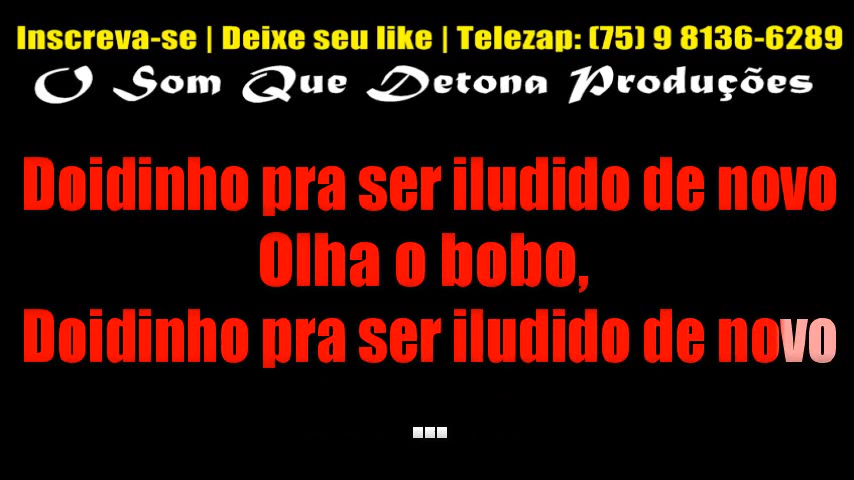 Inscreva-se | Deixe seu like | Telezap: (75) 9 8136-6289
O Som Que Detona Produções
Doidinho pra ser iludido de novo
Olha o bobo,
Doidinho pra ser iludido de novo
...